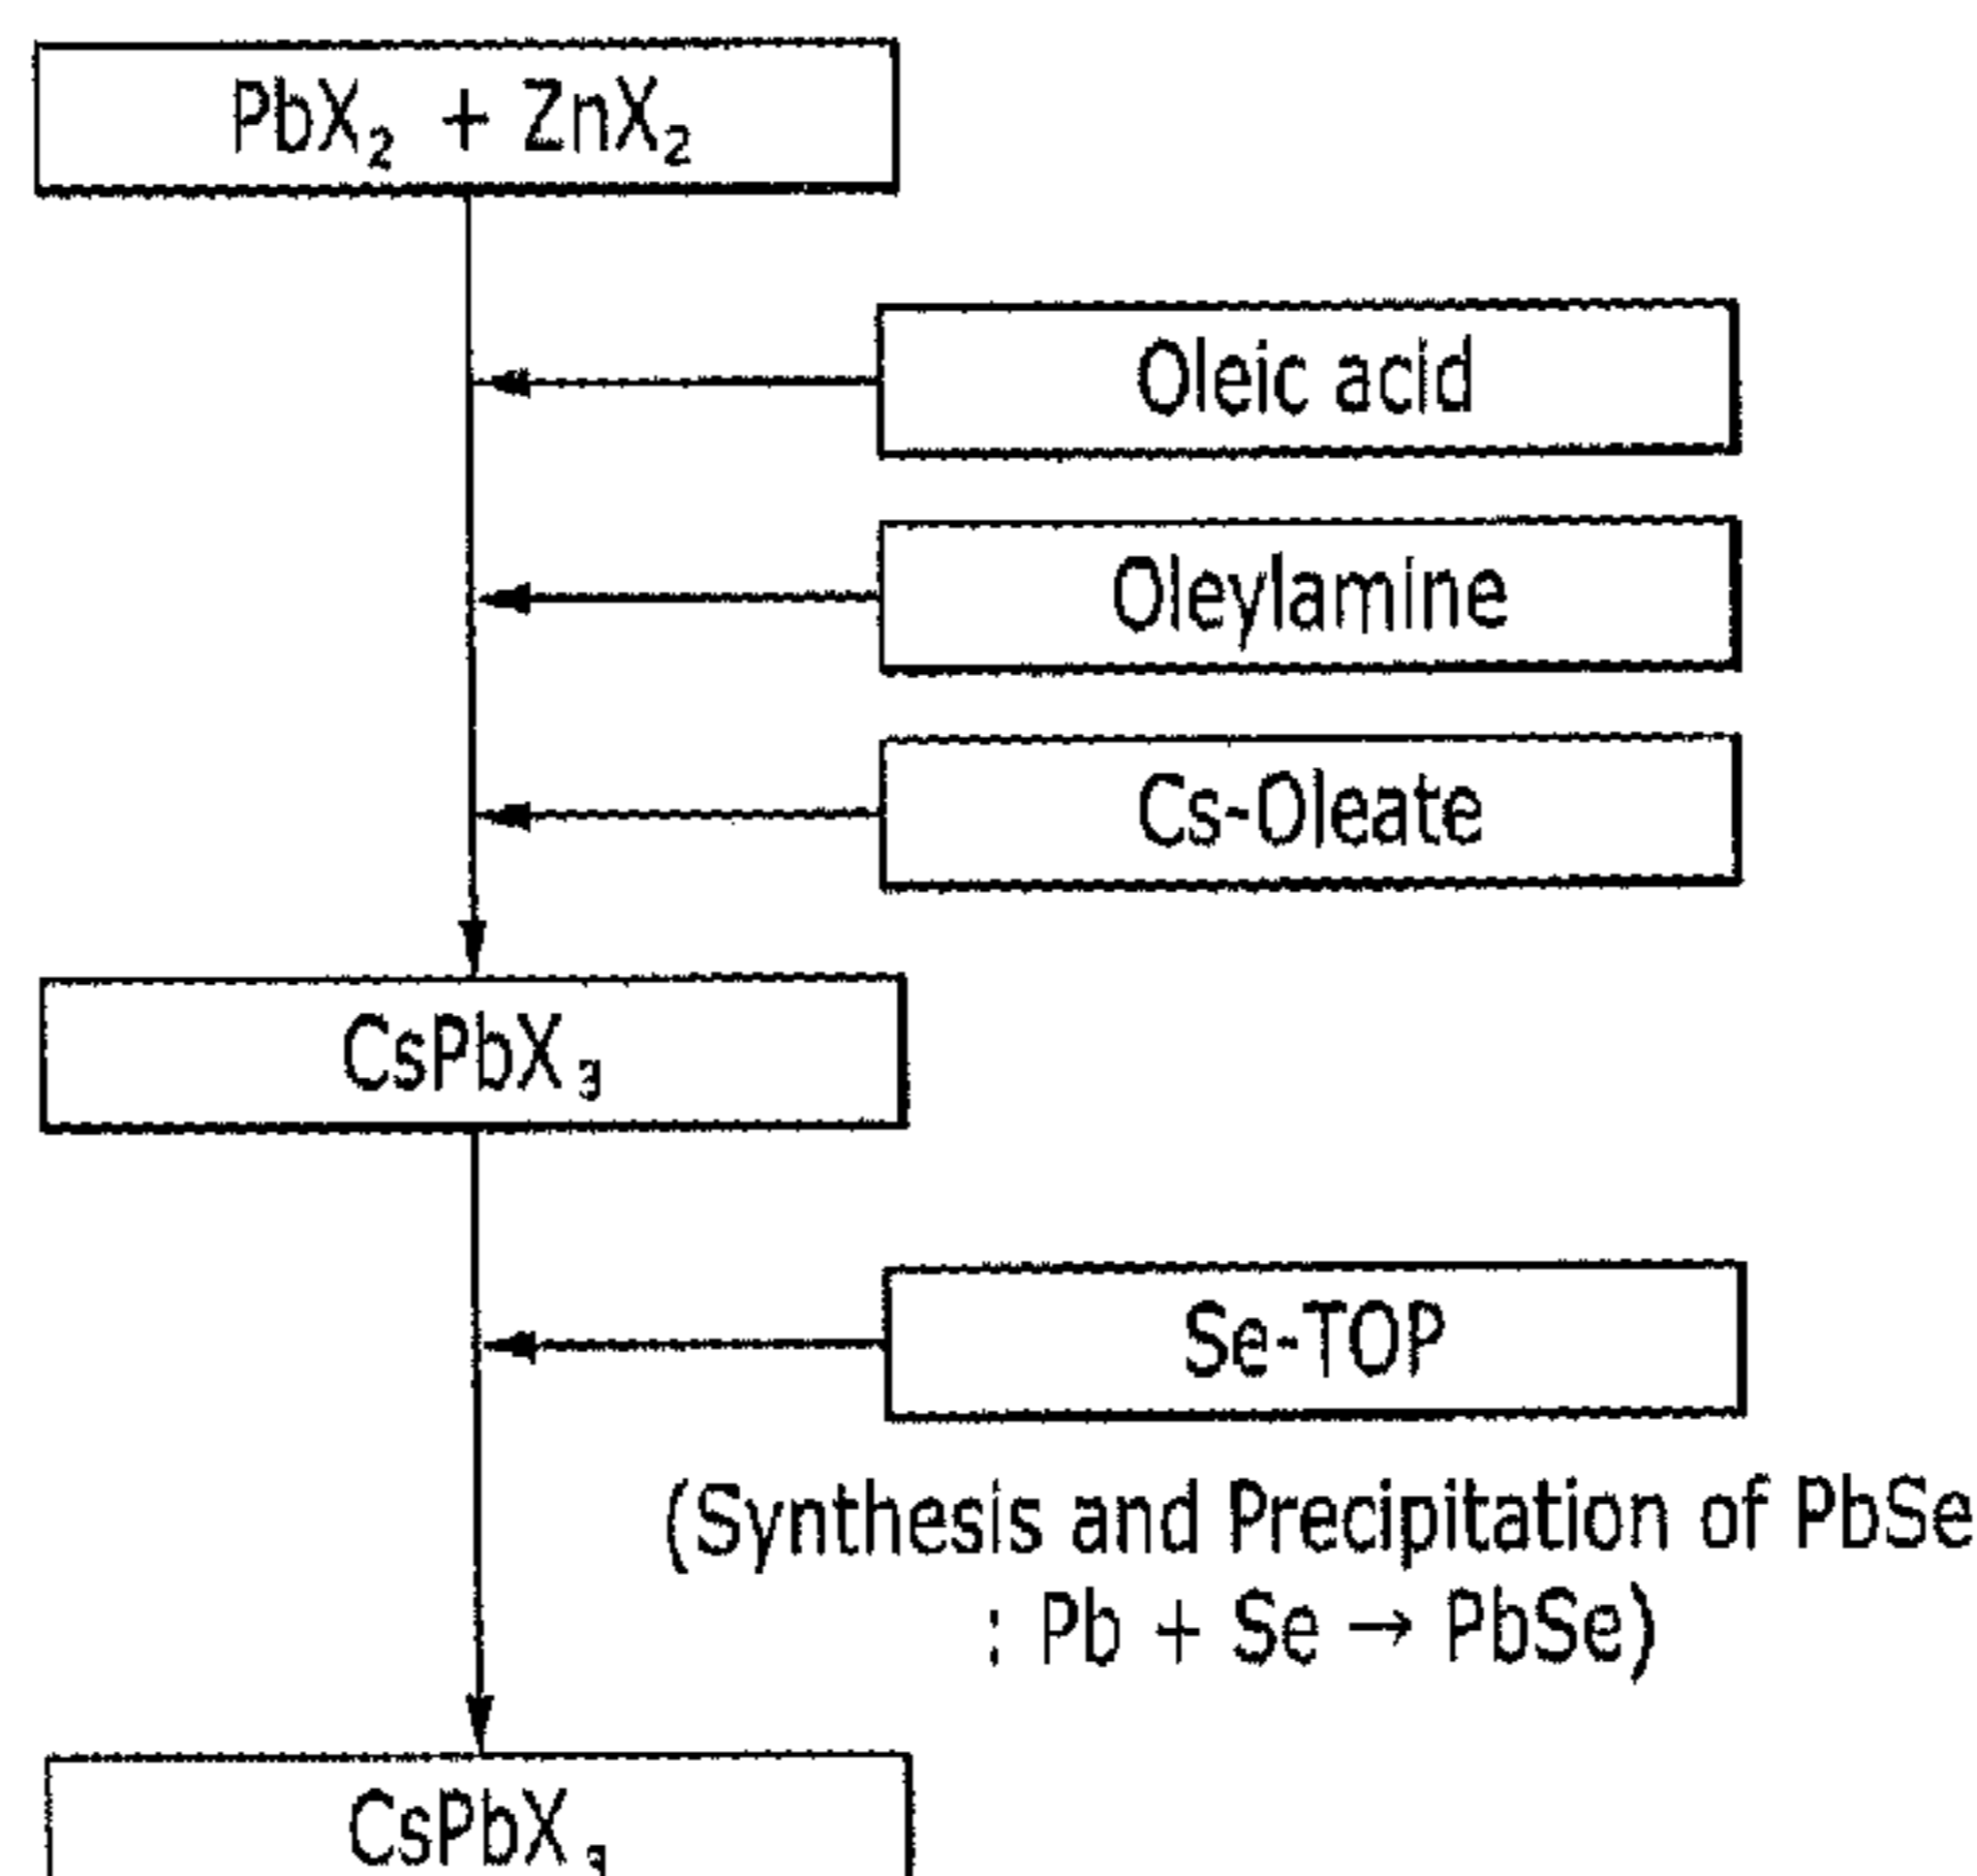 PbX₂ + ZnX₂
Oleic acid
Oleylamine
Cs-Oleate
CsPbX₃
Se-TOP
(Synthesis and Precipitation of PbSe
: Pb + Se → PbSe)
CsPbX₃